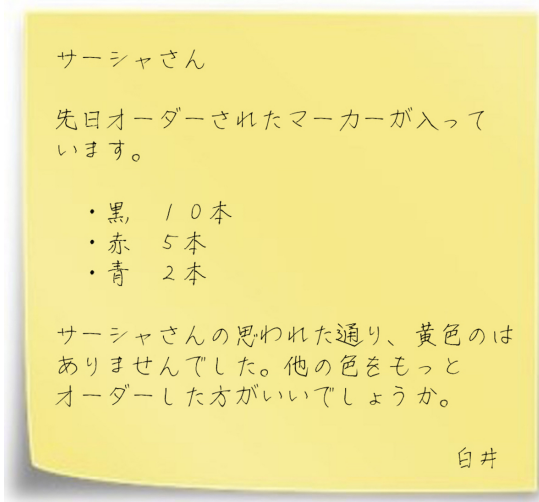 サーシャさん
先日オーダーされたマーカーが入って
います。
・黒　10本
・赤　5本
・青　2本
サーシャさんの思われた通り、黄色のは
ありませんでした。他の色をもっと
オーダーした方がいいでしょうか。
白井